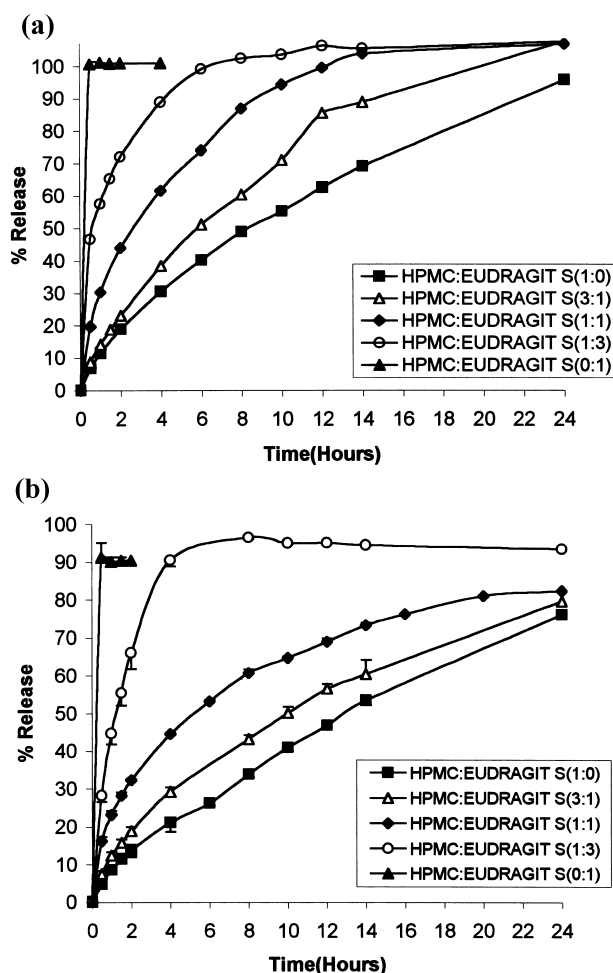 (a)
100
90
80
70
60
50
40
30
20
10
0
% Release
HPMC:EUDRAGIT S(1:0)
HPMC:EUDRAGIT S(3:1)
HPMC:EUDRAGIT S(1:1)
HPMC:EUDRAGIT S(1:3)
HPMC:EUDRAGIT S(0:1)
0 2 4 6 8 10 12 14 16 18 20 22 24
Time(Hours)
(b)
100
90
80
70
60
50
40
30
20
10
0
% Release
HPMC:EUDRAGIT S(1:0)
HPMC:EUDRAGIT S(3:1)
HPMC:EUDRAGIT S(1:1)
HPMC:EUDRAGIT S(1:3)
HPMC:EUDRAGIT S(0:1)
0 2 4 6 8 10 12 14 16 18 20 22 24
Time(Hours)